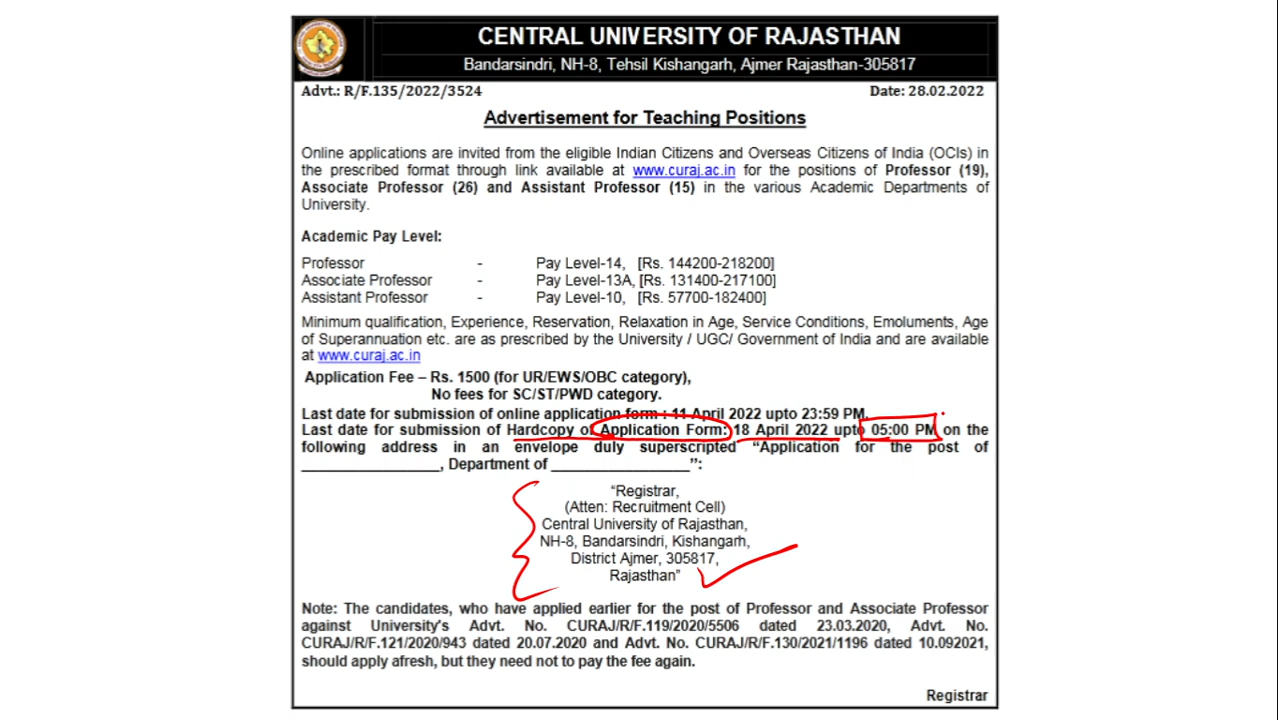 CENTRAL UNIVERSITY OF RAJASTHAN
Bandarsindri, NH-8, Tehsil Kishangarh, Ajmer Rajasthan-305817
Advt.: R/F.135/2022/3524 Date: 28.02.2022
Advertisement for Teaching Positions
Online applications are invited from the eligible Indian Citizens and Overseas Citizens of India (OCIs) in
the prescribed format through link available at www.curaj.ac.in for the positions of Professor (19),
Associate Professor (26) and Assistant Professor (15) in the various Academic Departments of
University.
Academic Pay Level:
Professor - Pay Level-14, [Rs. 144200-218200]
Associate Professor - Pay Level-13A, [Rs. 131400-217100]
Assistant Professor - Pay Level-10, [Rs. 57700-182400]
Minimum qualification, Experience, Reservation, Relaxation in Age, Service Conditions, Emoluments, Age
of Superannuation etc. are as prescribed by the University / UGC/ Government of India and are available
at www.curaj.ac.in
Application Fee – Rs. 1500 (for UR/EWS/OBC category),
No fees for SC/ST/PWD category.
Last date for submission of online application form : 11 April 2022 upto 23:59 PM.
Last date for submission of Hardcopy of Application Form: 18 April 2022 upto 05:00 PM on the
following address in an envelope duly superscripted “Application for the post of
_________________, Department of _________________”:
“Registrar,
(Atten: Recruitment Cell)
Central University of Rajasthan,
NH-8, Bandarsindri, Kishangarh,
District Ajmer, 305817,
Rajasthan”
Note: The candidates, who have applied earlier for the post of Professor and Associate Professor
against University's Advt. No. CURAJ/R/F.119/2020/5506 dated 23.03.2020, Advt. No.
CURAJ/R/F.121/2020/943 dated 20.07.2020 and Advt. No. CURAJ/R/F.130/2021/1196 dated 10.092021,
should apply afresh, but they need not to pay the fee again.
Registrar